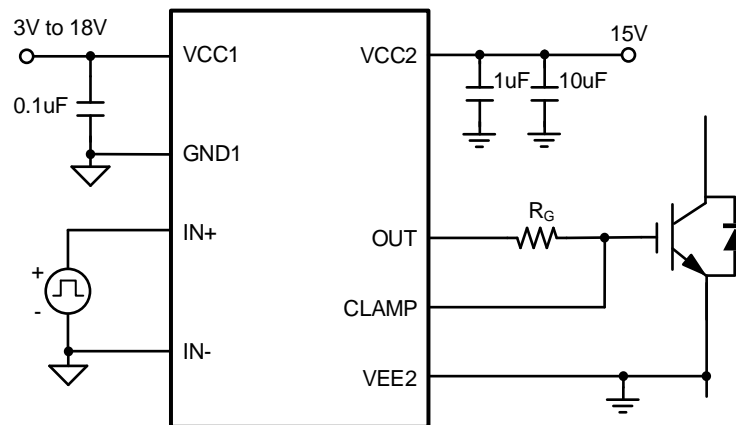 3V to 18V
VCC1
VCC2
15V
0.1uF
1uF
10uF
GND1
IN+
OUT
RG
+
-
CLAMP
IN-
VEE2